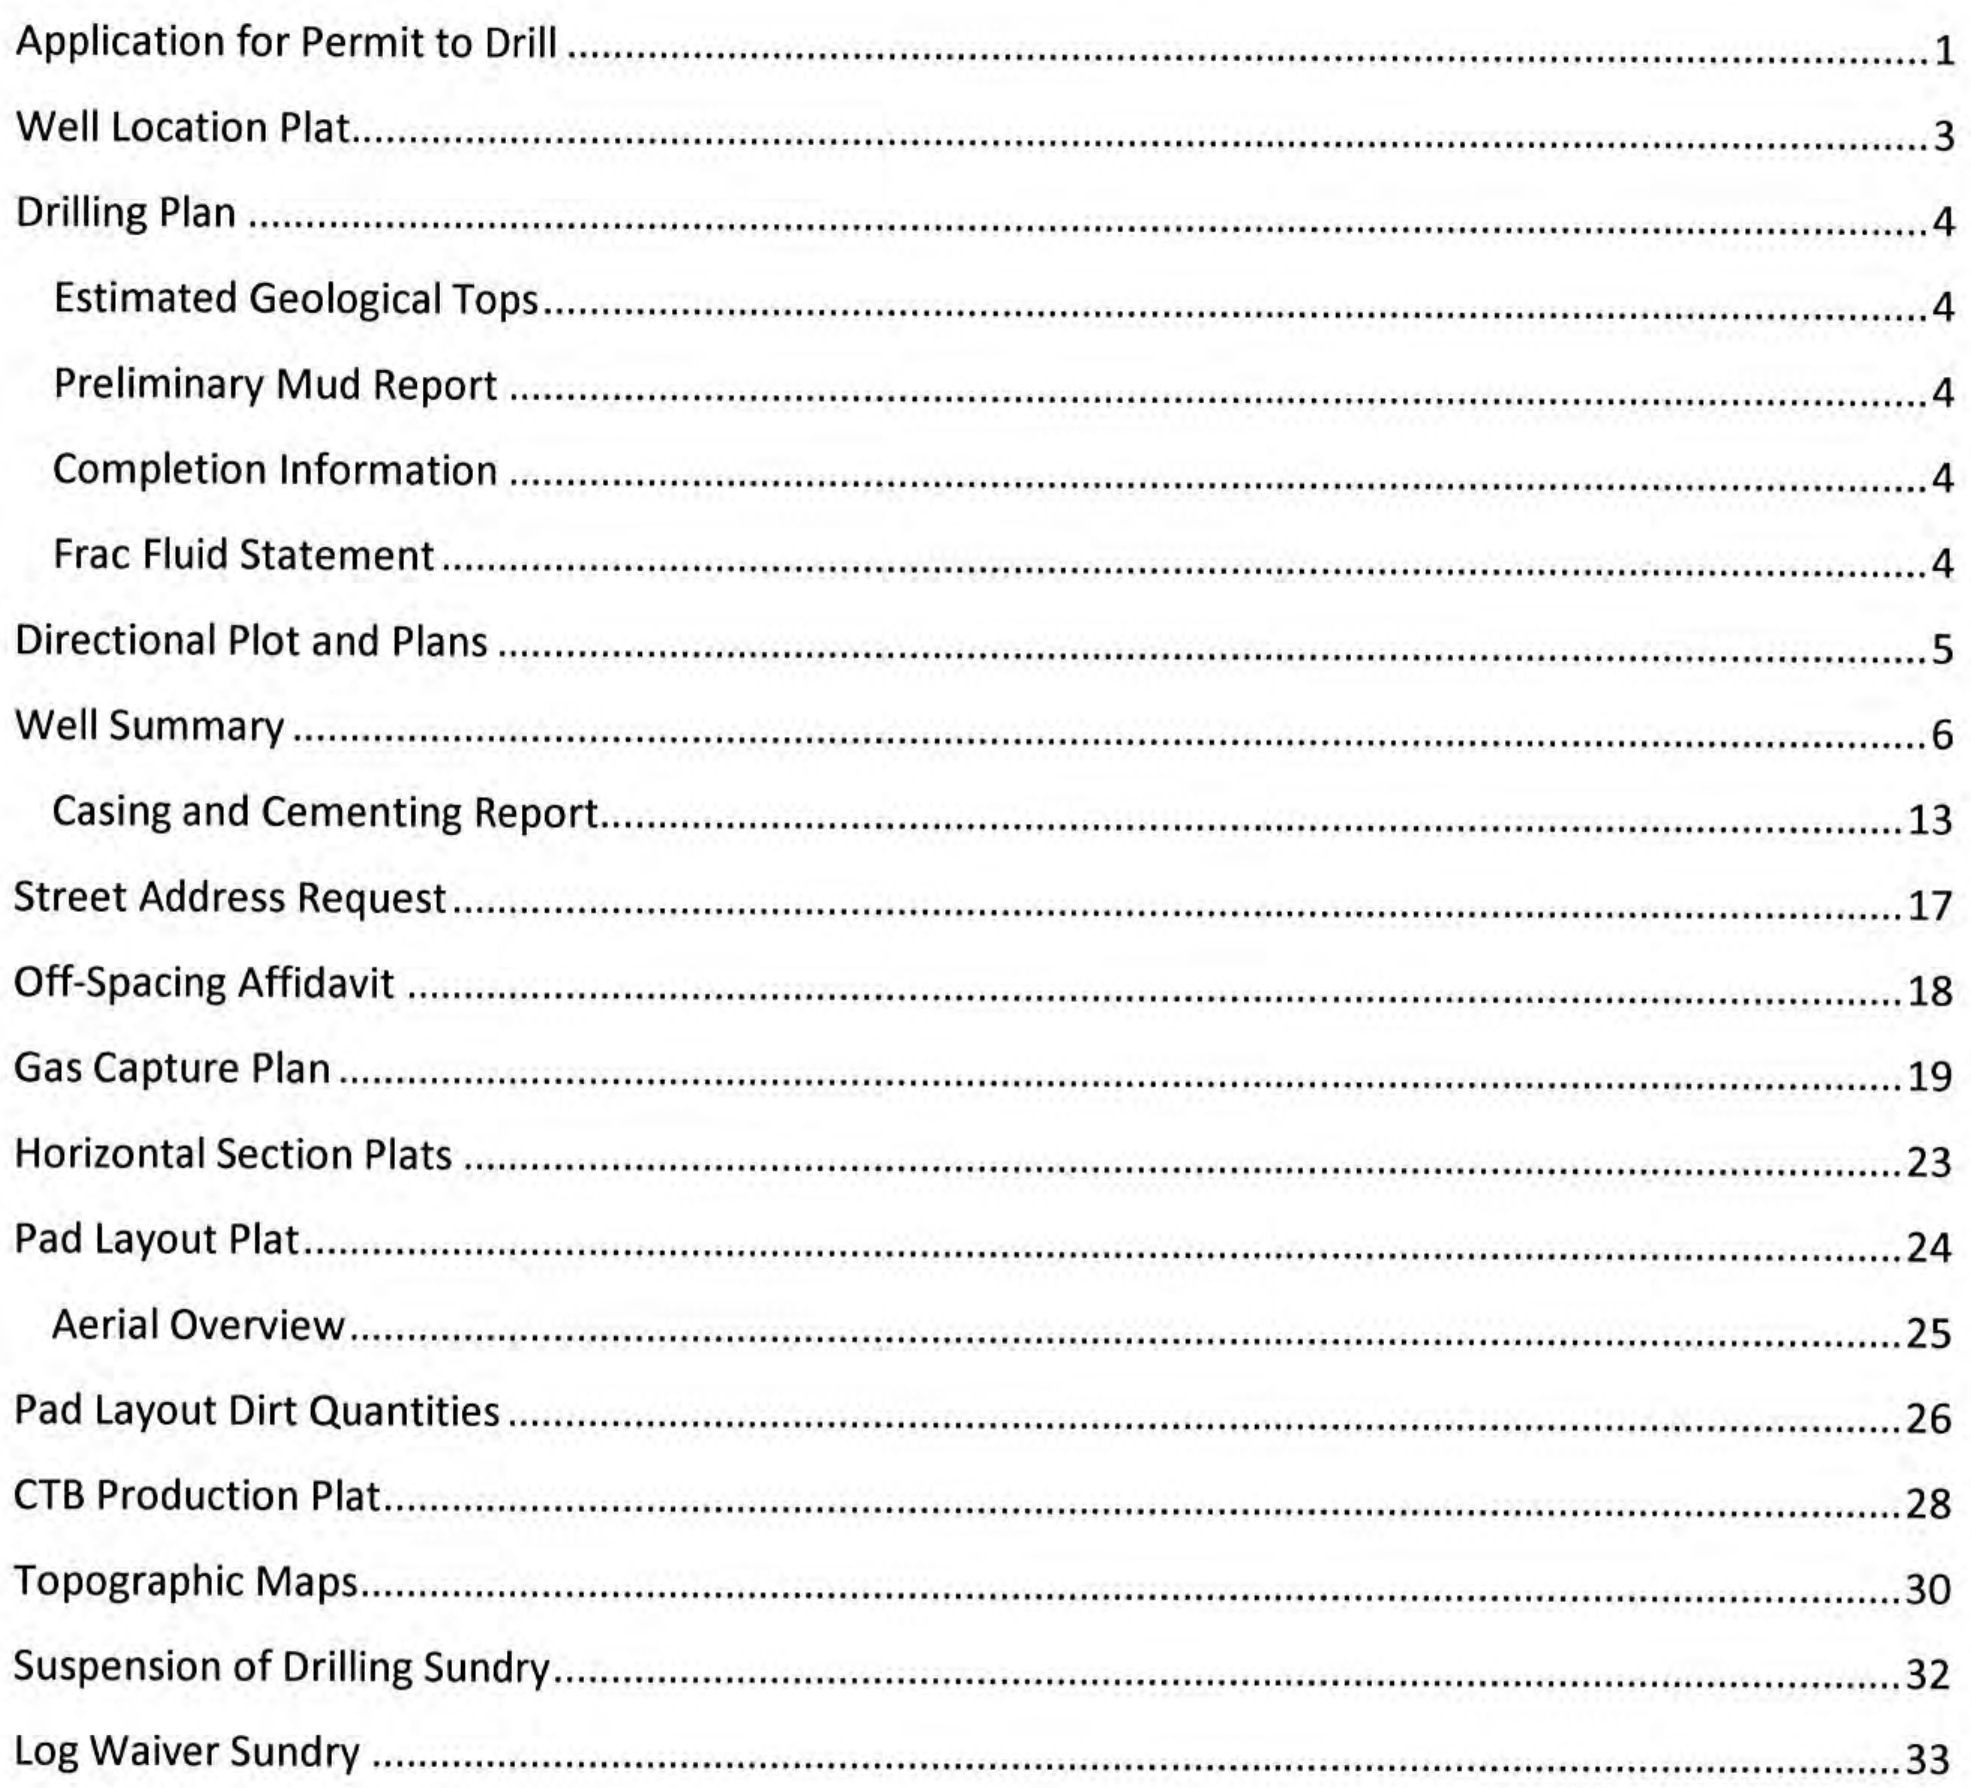 Application for Permit to Drill ........................................ 1
Well Location Plat........................................ 3
Drilling Plan ........................................ 4
Estimated Geological Tops........................................ 4
Preliminary Mud Report ........................................ 4
Completion Information ........................................ 4
Frac Fluid Statement ........................................ 4
Directional Plot and Plans ........................................ 5
Well Summary ........................................ 6
Casing and Cementing Report........................................ 13
Street Address Request........................................ 17
Off-Spacing Affidavit ........................................ 18
Gas Capture Plan ........................................ 19
Horizontal Section Plats ........................................ 23
Pad Layout Plat........................................ 24
Aerial Overview........................................ 25
Pad Layout Dirt Quantities ........................................ 26
CTB Production Plat........................................ 28
Topographic Maps........................................ 30
Suspension of Drilling Sundry........................................ 32
Log Waiver Sundry ........................................ 33